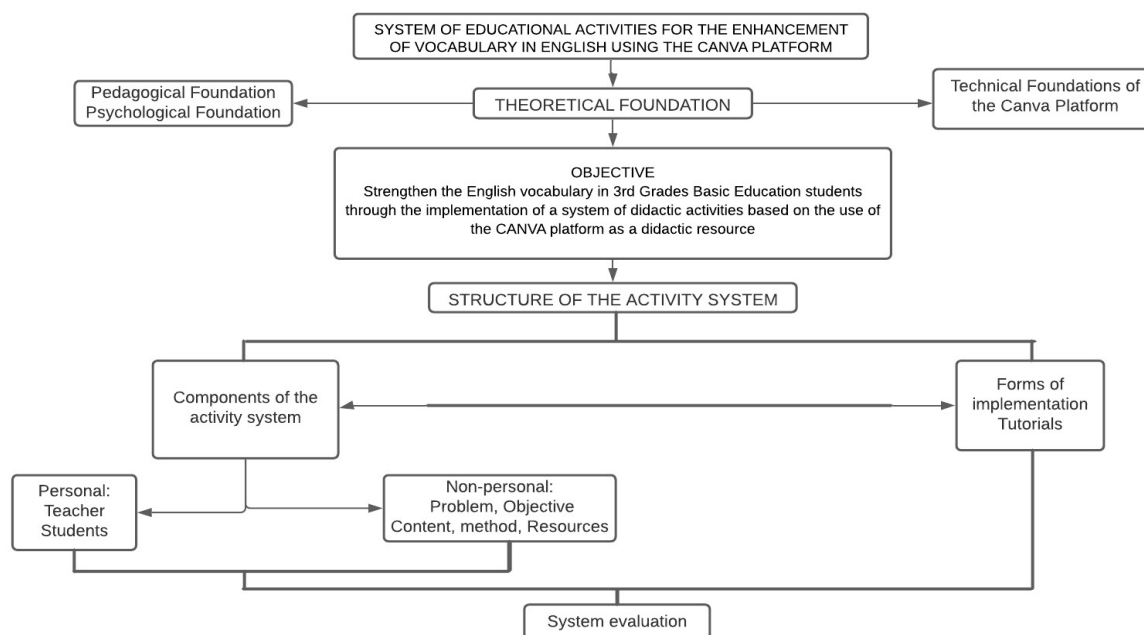 SYSTEM OF EDUCATIONAL ACTIVITIES FOR THE ENHANCEMENT
OF VOCABULARY IN ENGLISH USING THE CANVA PLATFORM
Pedagogical Foundation
Psychological Foundation
THEORETICAL FOUNDATION
Technical Foundations of
the Canva Platform
OBJECTIVE
Strengthen the English vocabulary in 3rd Grades Basic Education students
through the implementation of a system of didactic activities based on the use of
the CANVA platform as a didactic resource
STRUCTURE OF THE ACTIVITY SYSTEM
Components of the
activity system
Forms of
implementation
Tutorials
Personal:
Teacher
Students
Non-personal:
Problem, Objective
Content, method, Resources
System evaluation